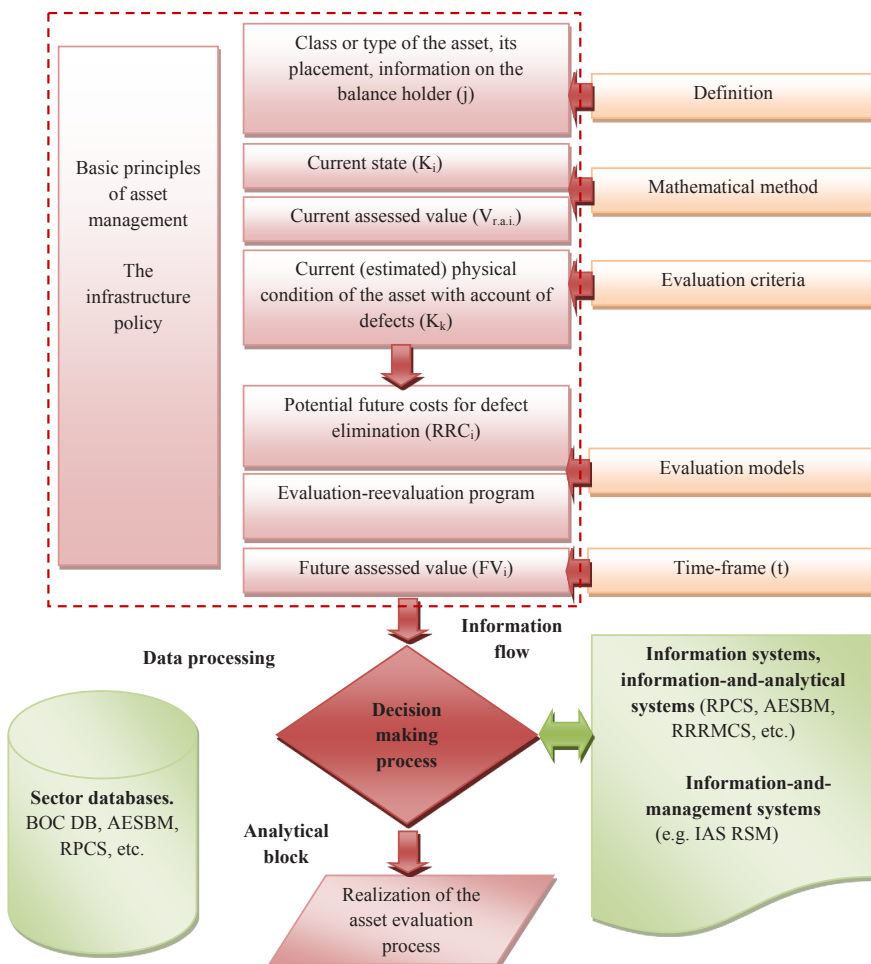 Class or type of the asset, its
placement, information on the
balance holder (j)
Definition
Basic principles
of asset
management
The
infrastructure
policy
Current state (Kᵢ)
Mathematical method
Current assessed value (Vᵣ.ₐ.ᵢ.)
Current (estimated) physical
condition of the asset with account of
defects (Kₖ)
Evaluation criteria
Potential future costs for defect
elimination (RRCᵢ)
Evaluation models
Evaluation-reevaluation program
Future assessed value (FVᵢ)
Time-frame (t)
Information
flow
Data processing
Decision
making
process
Information systems,
information-and-analytical
systems (RPCS, AESBM,
RRRMCS, etc.)
Information-and-
management systems
(e.g. IAS RSM)
Sector databases.
BOC DB, AESBM,
RPCS, etc.
Analytical
block
Realization of the
asset evaluation
process